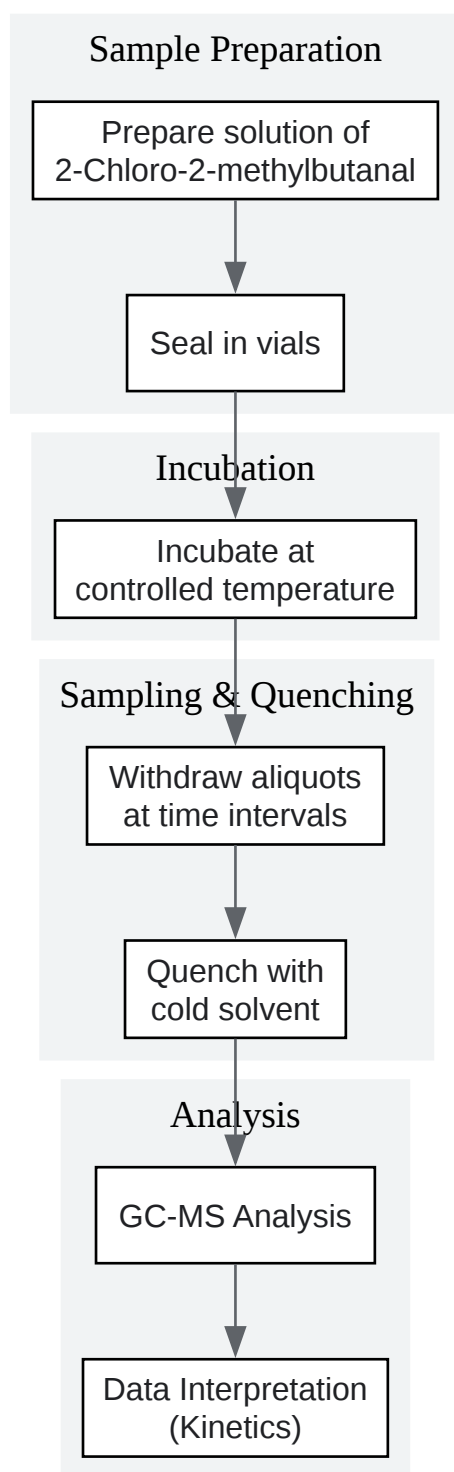 Sample Preparation
Prepare solution of
2-Chloro-2-methylbutanal
Seal in vials
Incubation
Incubate at
controlled temperature
Sampling & Quenching
Withdraw aliquots
at time intervals
Quench with
cold solvent
Analysis
GC-MS Analysis
Data Interpretation
(Kinetics)